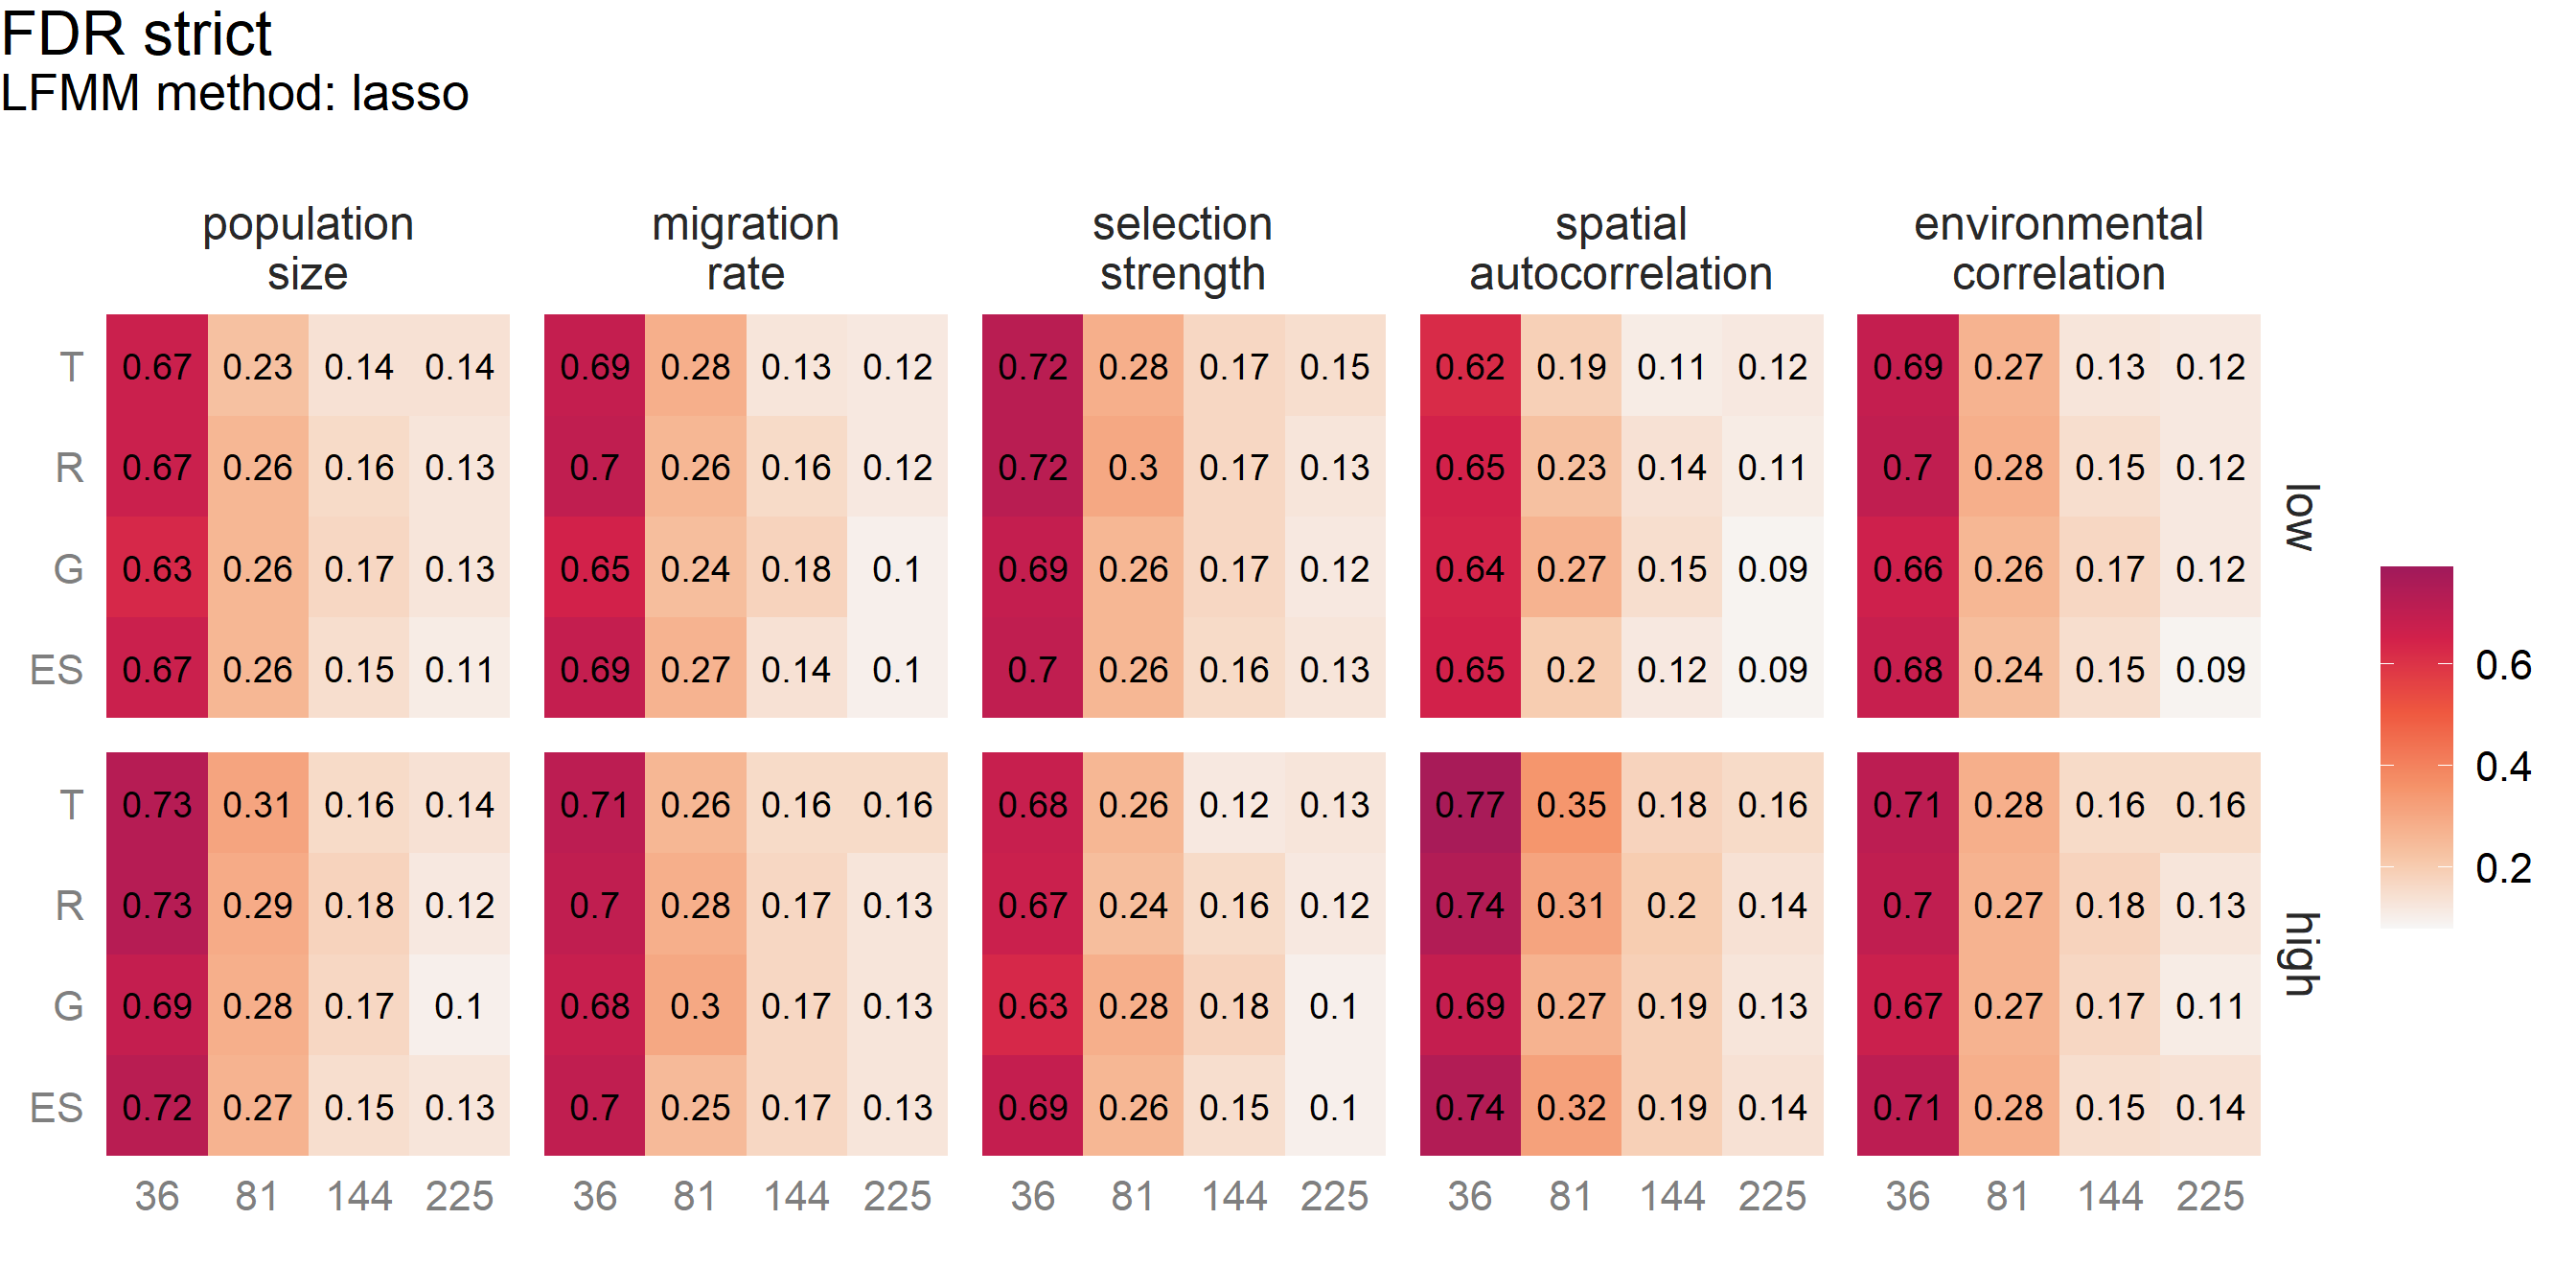 FDR strict
LFMM method: lasso
population size
migration rate
selection strength
spatial autocorrelation
environmental correlation
T 0.67 0.23 0.14 0.14 0.69 0.28 0.13 0.12 0.72 0.28 0.17 0.15 0.62 0.19 0.11 0.12 0.69 0.27 0.13 0.12
R 0.67 0.26 0.16 0.13 0.7 0.26 0.16 0.12 0.72 0.3 0.17 0.13 0.65 0.23 0.14 0.11 0.7 0.28 0.15 0.12
G 0.63 0.26 0.17 0.13 0.65 0.24 0.18 0.1 0.69 0.26 0.17 0.12 0.64 0.27 0.15 0.09 0.66 0.26 0.17 0.12
ES 0.67 0.26 0.15 0.11 0.69 0.27 0.14 0.1 0.7 0.26 0.16 0.13 0.65 0.2 0.12 0.09 0.68 0.24 0.15 0.09
low
T 0.73 0.31 0.16 0.14 0.71 0.26 0.16 0.16 0.68 0.26 0.12 0.13 0.77 0.35 0.18 0.16 0.71 0.28 0.16 0.16
R 0.73 0.29 0.18 0.12 0.7 0.28 0.17 0.13 0.67 0.24 0.16 0.12 0.74 0.31 0.2 0.14 0.7 0.27 0.18 0.13
G 0.69 0.28 0.17 0.1 0.68 0.3 0.17 0.13 0.63 0.28 0.18 0.1 0.69 0.27 0.19 0.13 0.67 0.27 0.17 0.11
ES 0.72 0.27 0.15 0.13 0.7 0.25 0.17 0.13 0.69 0.26 0.15 0.1 0.74 0.32 0.19 0.14 0.71 0.28 0.15 0.14
high
36 81 144 225 36 81 144 225 36 81 144 225 36 81 144 225 36 81 144 225
0.6
0.4
0.2